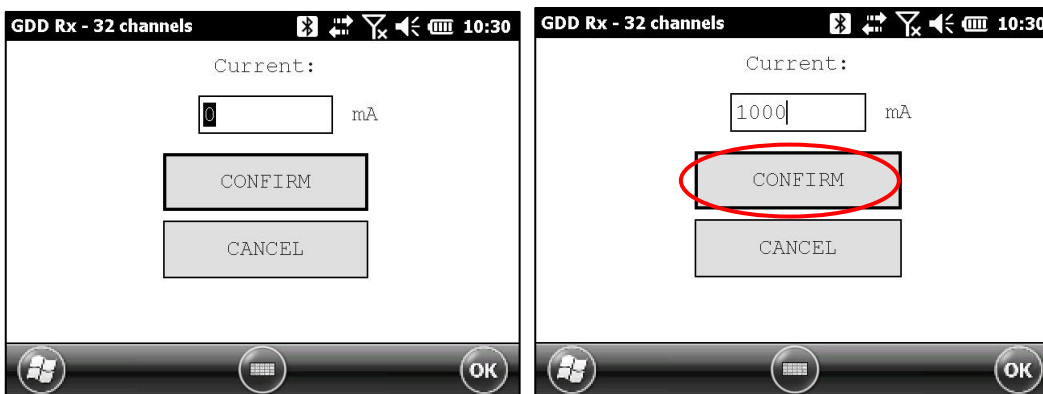 GDD Rx - 32 channels 10:30
Current:
0 mA
CONFIRM
CANCEL
OK
GDD Rx - 32 channels 10:30
Current:
1000 mA
CONFIRM
CANCEL
OK